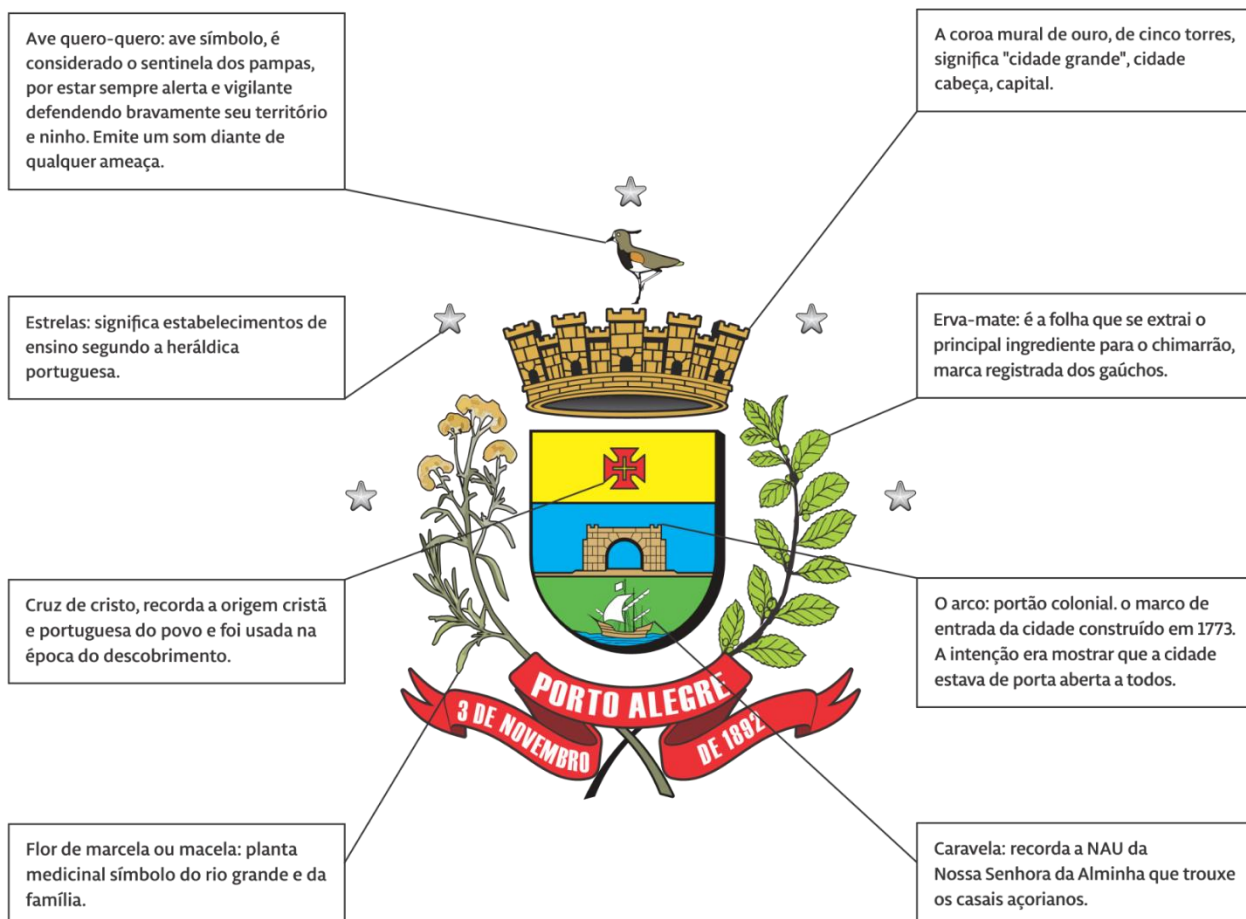 Ave quero-quero: ave símbolo, é
considerado o sentinela dos pampas,
por estar sempre alerta e vigilante
defendendo bravamente seu território
e ninho. Emite um som diante de
qualquer ameaça.
A coroa mural de ouro, de cinco torres,
significa "cidade grande", cidade
cabeça, capital.
Estrelas: significa estabelecimentos de
ensino segundo a heráldica
portuguesa.
Erva-mate: é a folha que se extrai o
principal ingrediente para o chimarrão,
marca registrada dos gaúchos.
Cruz de cristo, recorda a origem cristã
e portuguesa do povo e foi usada na
época do descobrimento.
O arco: portão colonial. o marco de
entrada da cidade construído em 1773.
A intenção era mostrar que a cidade
estava de porta aberta a todos.
PORTO ALEGRE
3 DE NOVEMBRO
DE 1892
Flor de marcela ou macela: planta
medicinal símbolo do rio grande e da
família.
Caravela: recorda a NAU da
Nossa Senhora da Alminha que trouxe
os casais açorianos.